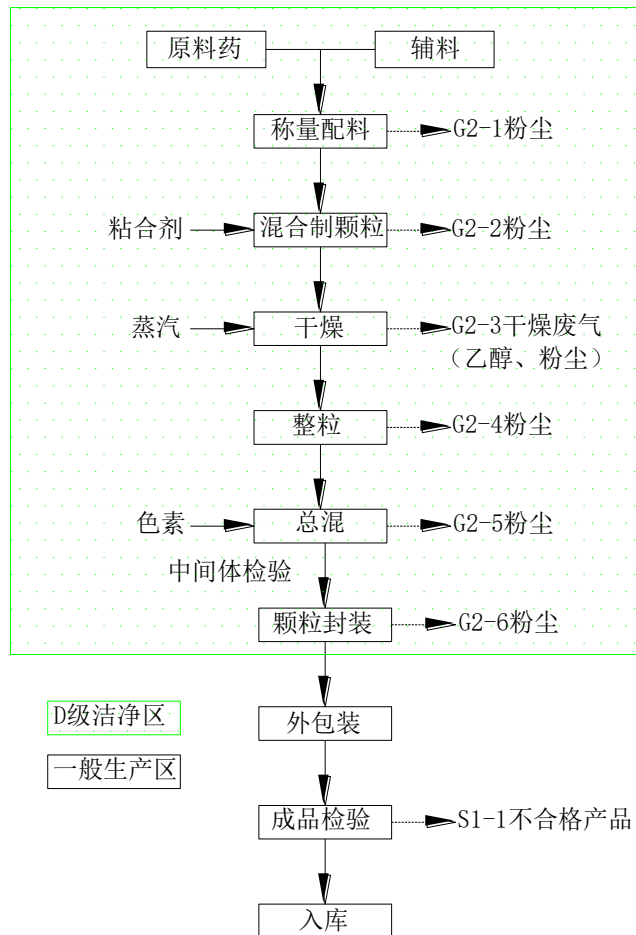 原料药
辅料
称量配料
G2-1粉尘
粘合剂
混合制颗粒
G2-2粉尘
蒸汽
干燥
G2-3干燥废气
（乙醇、粉尘）
整粒
G2-4粉尘
色素
总混
G2-5粉尘
中间体检验
颗粒封装
G2-6粉尘
D级洁净区
外包装
一般生产区
成品检验
S1-1不合格产品
入库